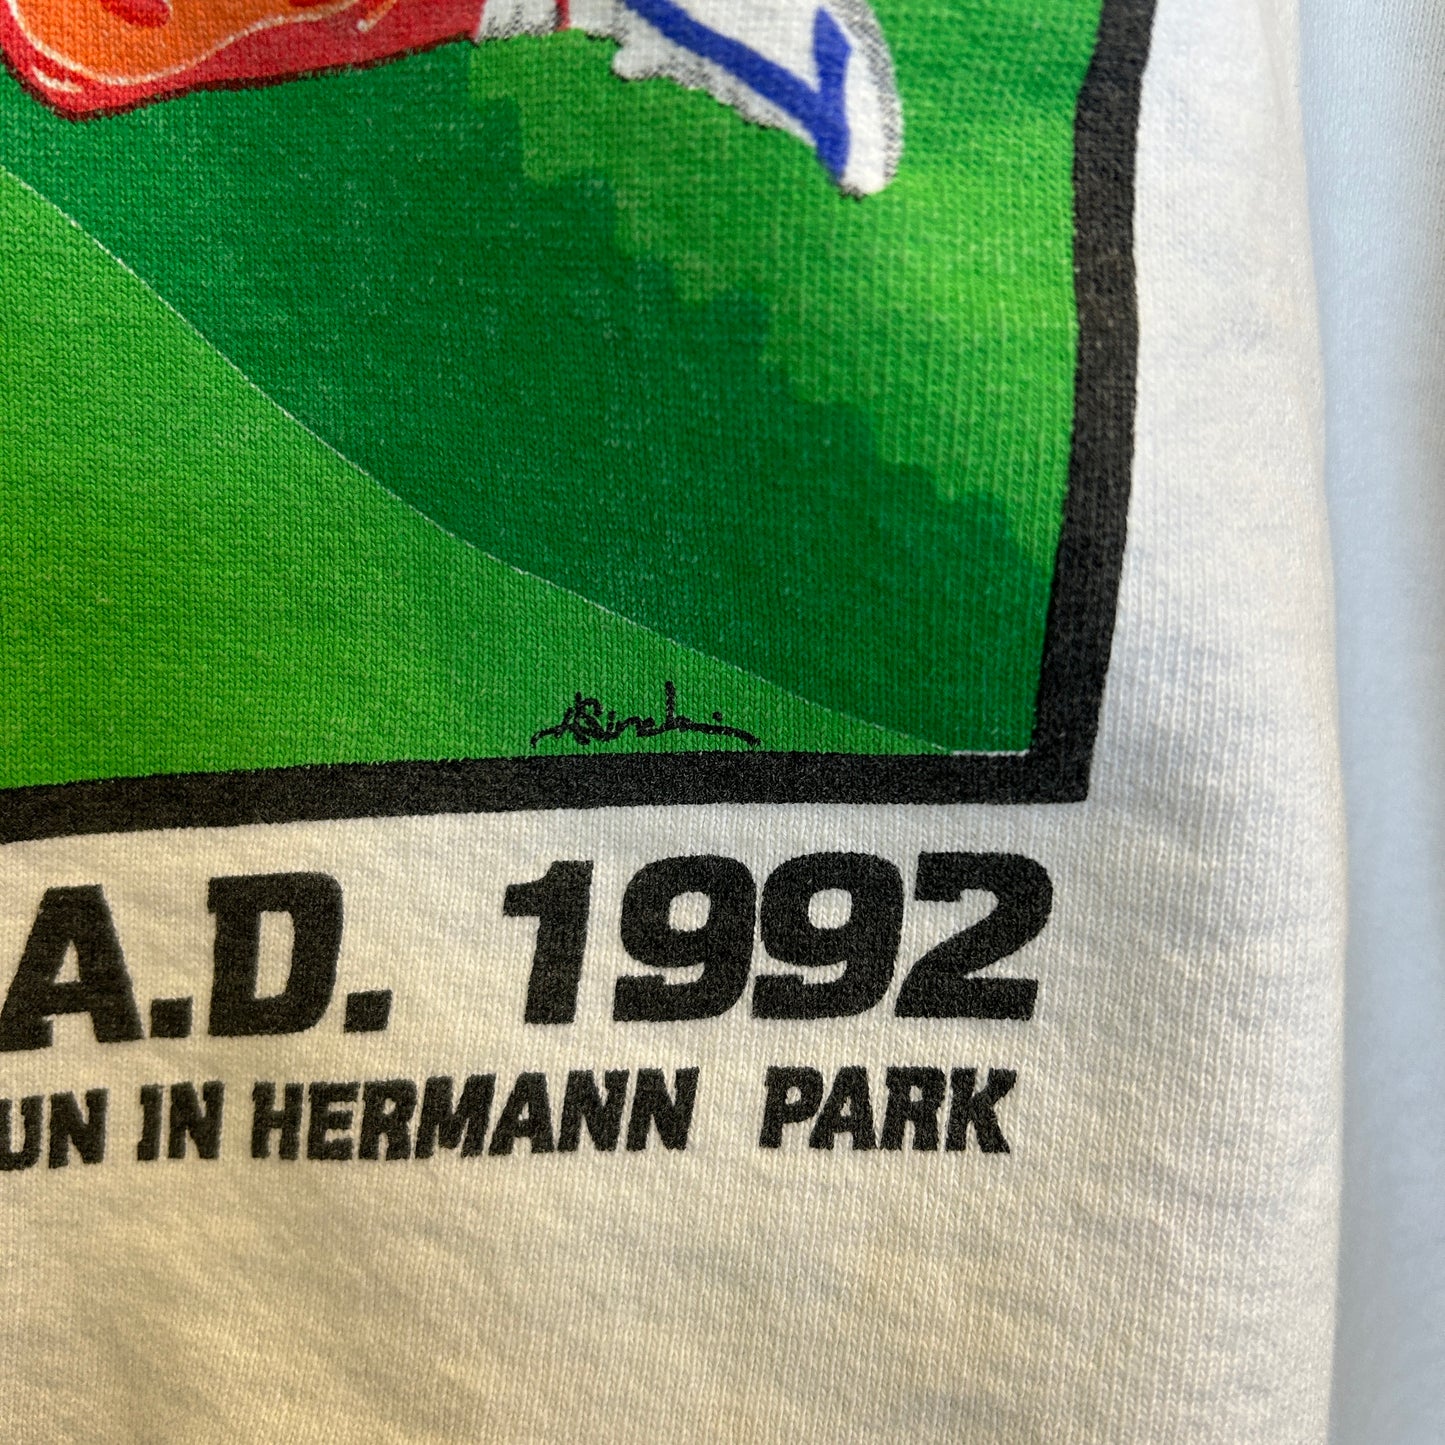 A.D. 1992
UN IN HERMANN PARK